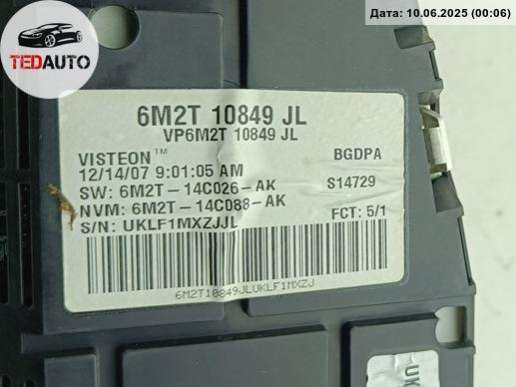 Дата: 10.06.2025 (00:06)
TEDAUTO
6M2T 10849 JL
VP6M2T 10849 JL
VISTEON™ BGDPA
12/14/07 9:01:05 AM
SW: 6M2T-14C026-AK S14729
NVM: 6M2T-14C088-AK
S/N: UKLF1MXZJJL FCT: 5/1
6M2T10849JLUKLF1MXZJ
UK